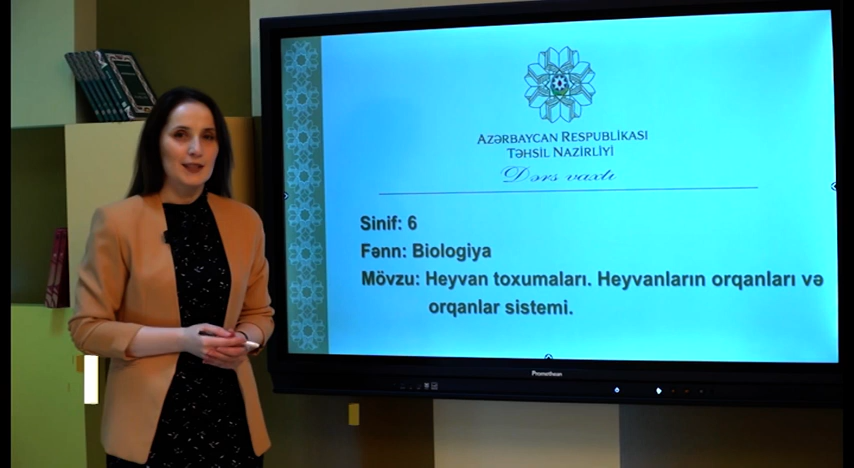 AZƏRBAYCAN RESPUBLİKASI
TƏHSİL NAZİRLİYİ
Dərs vaxtı
Sinif: 6
Fənn: Biologiya
Mövzu: Heyvan toxumaları. Heyvanların orqanları və
orqanlar sistemi.
Promethean